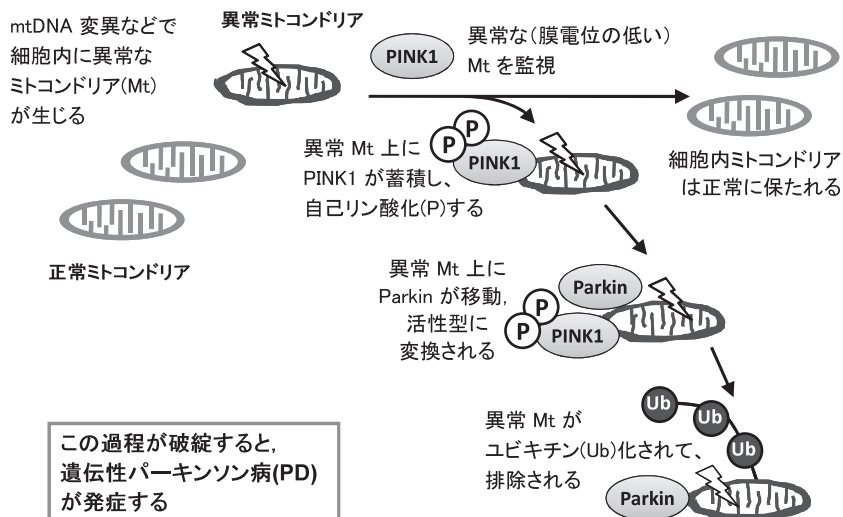 mtDNA 変異などで
細胞内に異常な
ミトコンドリア(Mt)
が生じる
異常ミトコンドリア
PINK1
異常な(膜電位の低い)
Mt を監視
正常ミトコンドリア
細胞内ミトコンドリア
は正常に保たれる
異常 Mt 上に
PINK1 が蓄積し、
自己リン酸化(P)する
P
P
PINK1
異常 Mt 上に
Parkin が移動,
活性型に
変換される
Parkin
P
P
PINK1
異常 Mt が
ユビキチン(Ub)化されて、
排除される
Ub
Ub
Ub
Parkin
この過程が破綻すると,
遺伝性パーキンソン病(PD)
が発症する